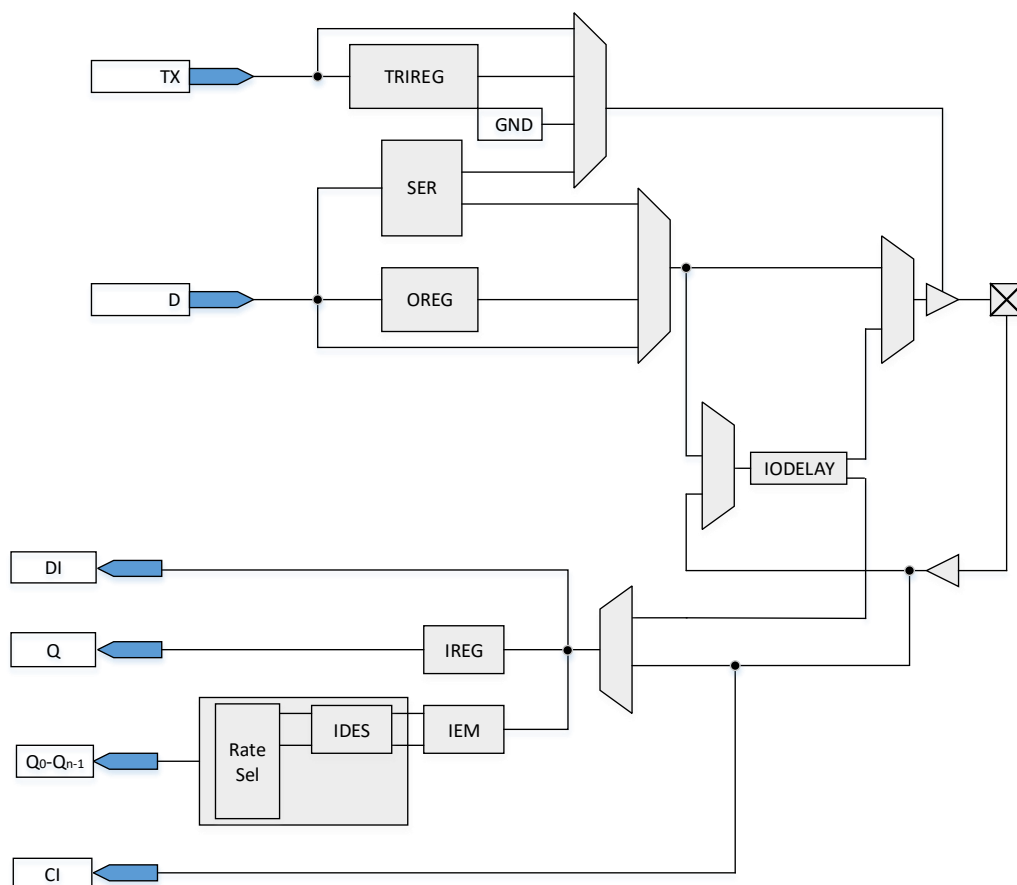 TX
TRIREG
GND
SER
D
OREG
IODELAY
DI
Q
IREG
Rate
Sel
IDES
IEM
Q0-Qn-1
CI